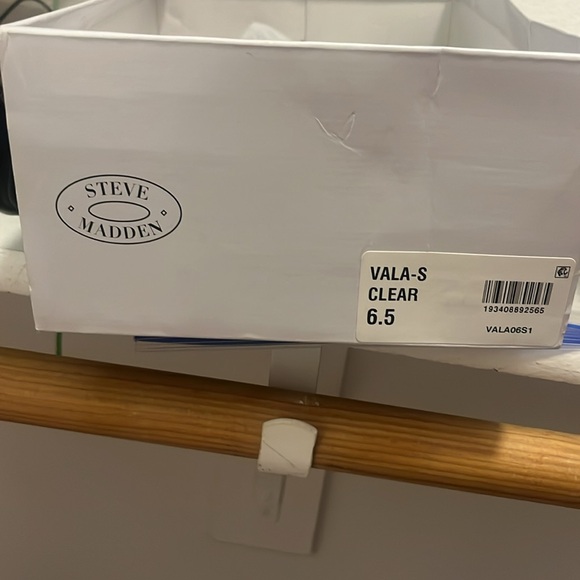 STEVE
MADDEN
VALA-S
CLEAR
6.5
193408892565
VALA06S1